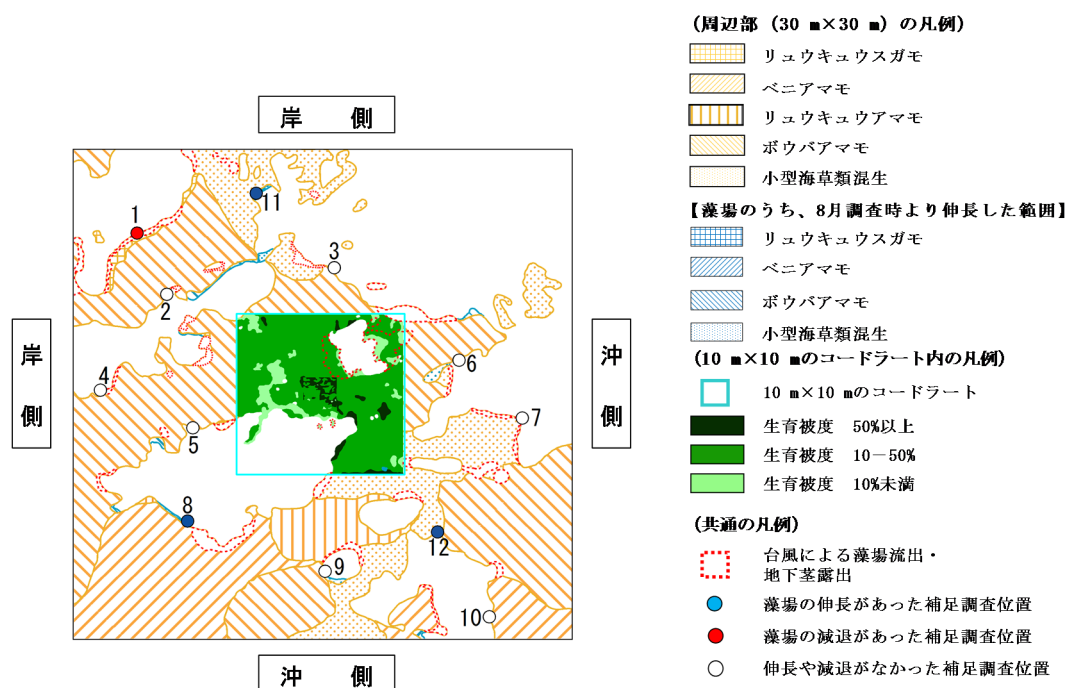 岸 側
岸 側
沖 側
沖 側
1
2
3
4
5
6
7
8
9
10
11
12
(周辺部 (30 m×30 m) の凡例)
リュウキュウスガモ
ベニアマモ
リュウキュウアマモ
ボウバアマモ
小型海草類混生
【藻場のうち、8月調査時より伸長した範囲】
リュウキュウスガモ
ベニアマモ
ボウバアマモ
小型海草類混生
(10 m×10 mのコードラート内の凡例)
10 m×10 mのコードラート
生育被度 50%以上
生育被度 10－50%
生育被度 10%未満
(共通の凡例)
台風による藻場流出・
地下茎露出
藻場の伸長があった補足調査位置
藻場の減退があった補足調査位置
伸長や減退がなかった補足調査位置